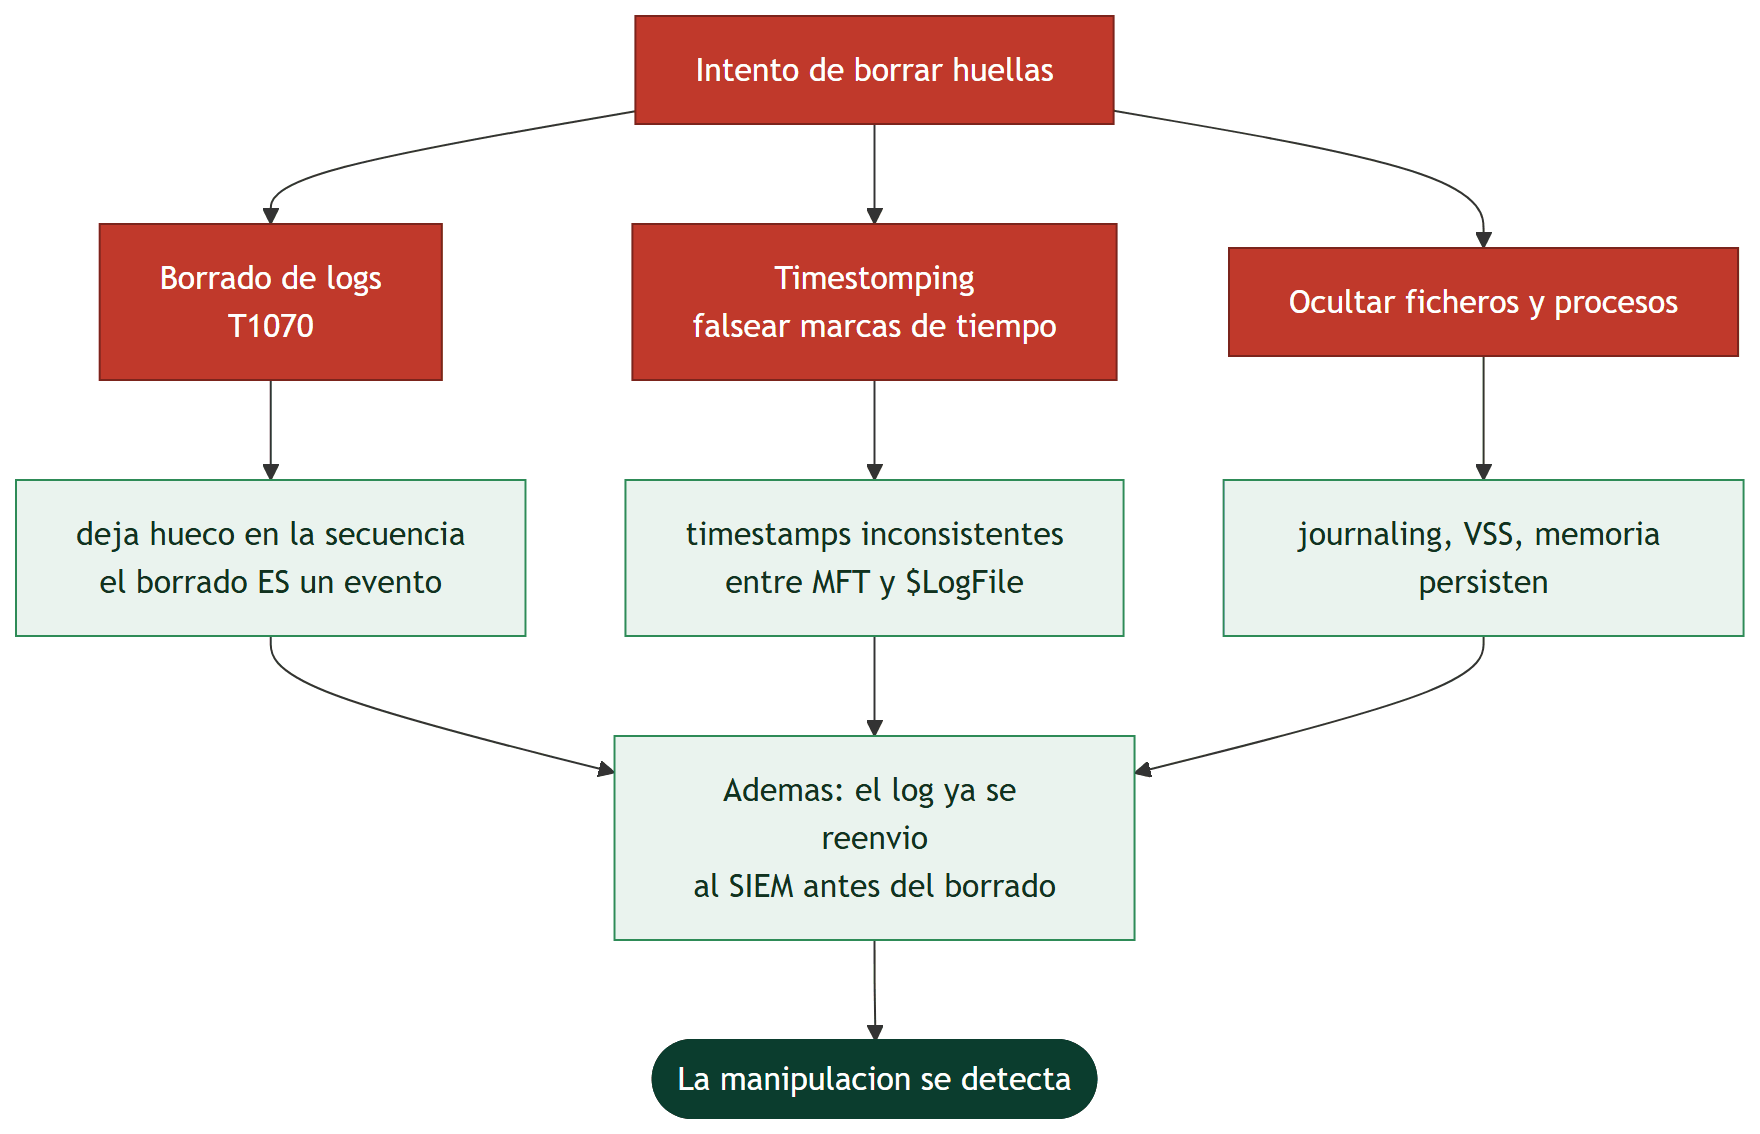 Intento de borrar huellas
Borrado de logs
T1070
Timestomping
falsear marcas de tiempo
Ocultar ficheros y procesos
deja hueco en la secuencia
el borrado ES un evento
timestamps inconsistentes
entre MFT y $LogFile
journaling, VSS, memoria
persisten
Ademas: el log ya se
reenvio
al SIEM antes del borrado
La manipulacion se detecta